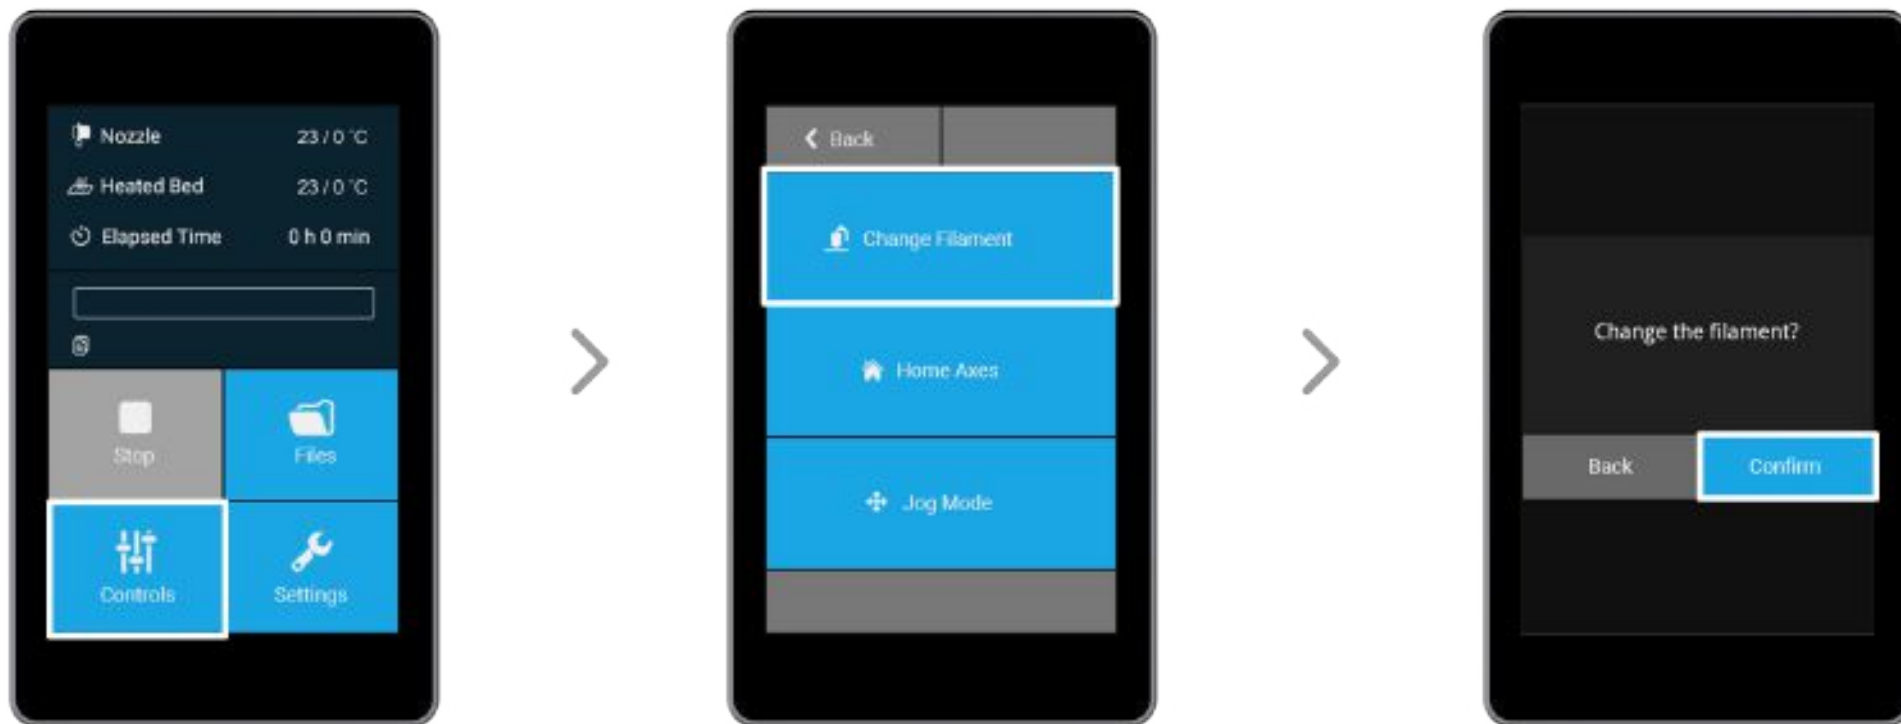 Nozzle 23 / 0 °C
Heated Bed 23 / 0 °C
Elapsed Time 0 h 0 min
Stop
Files
Controls
Settings
Back
Change Filament
Home Axes
Jog Mode
Change the filament?
Back
Confirm